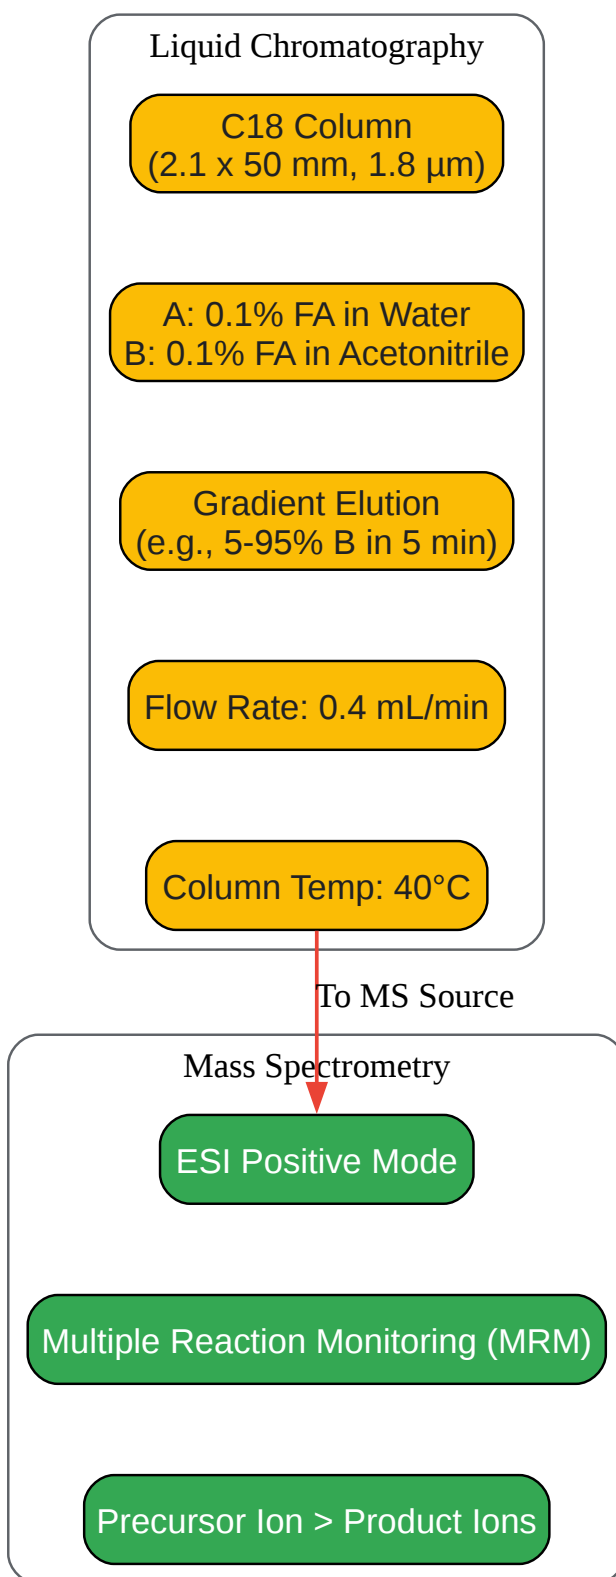 Liquid Chromatography
C18 Column
(2.1 x 50 mm, 1.8 µm)
A: 0.1% FA in Water
B: 0.1% FA in Acetonitrile
Gradient Elution
(e.g., 5-95% B in 5 min)
Flow Rate: 0.4 mL/min
Column Temp: 40°C
To MS Source
Mass Spectrometry
ESI Positive Mode
Multiple Reaction Monitoring (MRM)
Precursor Ion > Product Ions